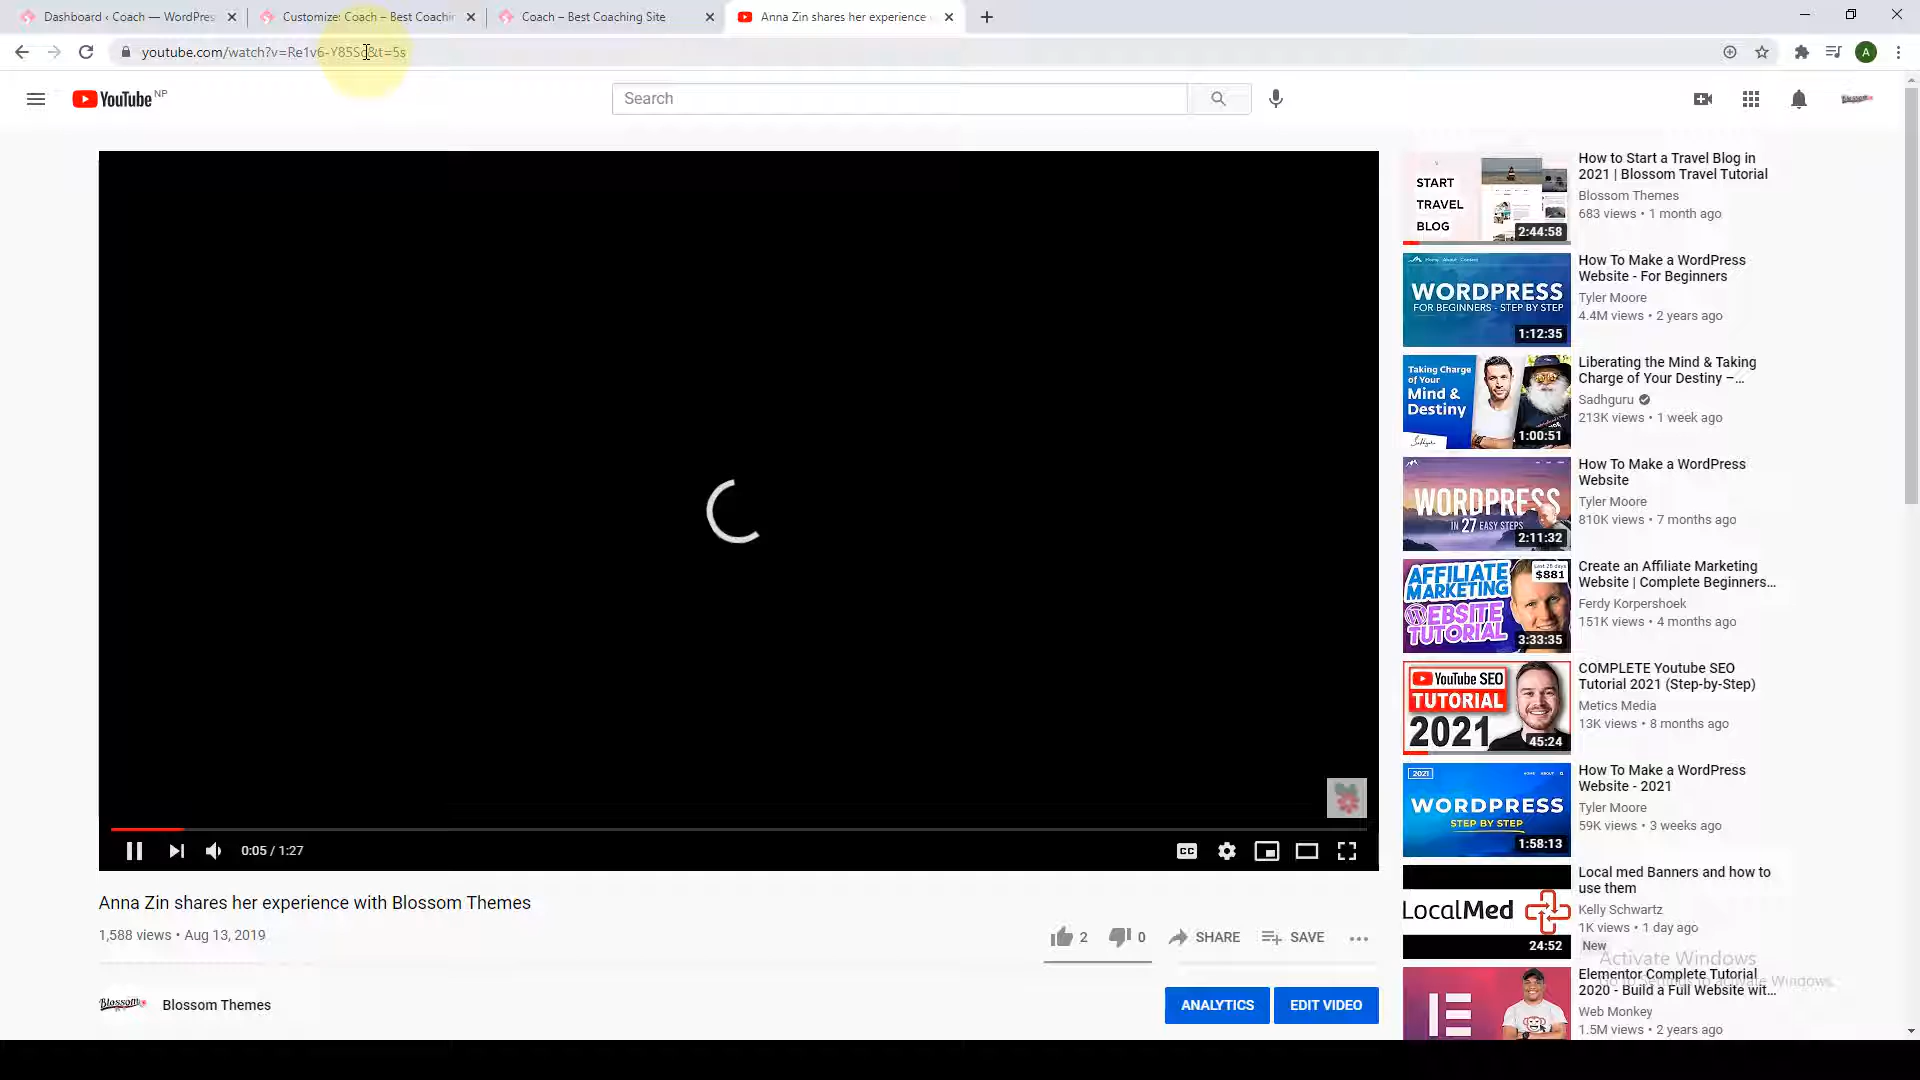 Dashboard ‹ Coach — WordPres
Customize: Coach – Best Coachin
Coach – Best Coaching Site
Anna Zin shares her experience
A
YouTube NP
Search
START
TRAVEL
BLOG
2:44:58
How to Start a Travel Blog in
2021 | Blossom Travel Tutorial
Blossom Themes
683 views • 1 month ago
WORDPRESS
FOR BEGINNERS - STEP BY STEP
1:12:35
How To Make a WordPress
Website - For Beginners
Tyler Moore
4.4M views • 2 years ago
Taking Charge
of Your
Mind &
Destiny
Sadhguru
1:00:51
Liberating the Mind & Taking
Charge of Your Destiny –...
Sadhguru
213K views • 1 week ago
WORDPRESS
IN 27 EASY STEPS
2:11:32
How To Make a WordPress
Website
Tyler Moore
810K views • 7 months ago
AFFILIATE
MARKETING
WEBSITE
TUTORIAL
Last 28 days
$881
3:33:35
Create an Affiliate Marketing
Website | Complete Beginners...
Ferdy Korpershoek
151K views • 4 months ago
YouTube SEO
TUTORIAL
2021
45:24
COMPLETE Youtube SEO
Tutorial 2021 (Step-by-Step)
Metics Media
13K views • 8 months ago
2021
WORDPRESS
STEP BY STEP
1:58:13
How To Make a WordPress
Website - 2021
Tyler Moore
59K views • 3 weeks ago
LocalMed
24:52
Local med Banners and how to
use them
Kelly Schwartz
1K views • 1 day ago
New
Elementor Complete Tutorial
2020 - Build a Full Website wit...
Web Monkey
1.5M views • 2 years ago
0:05 / 1:27
CC
Anna Zin shares her experience with Blossom Themes
1,588 views • Aug 13, 2019
2
0
SHARE
SAVE
Blossom
Blossom Themes
ANALYTICS
EDIT VIDEO
Activate Windows